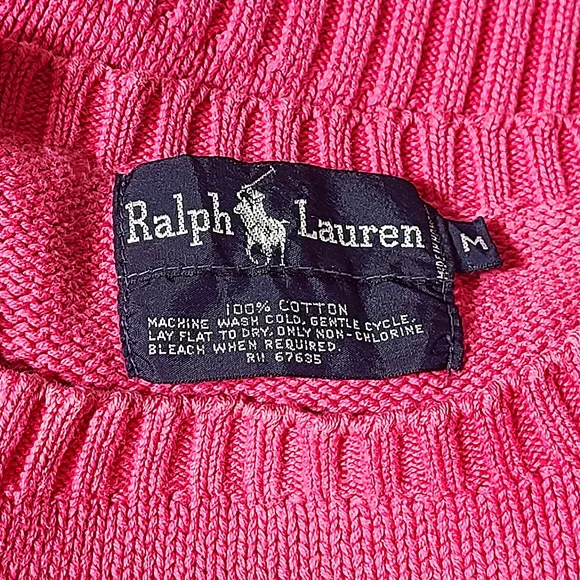 Ralph Lauren
M
100% COTTON
MACHINE WASH COLD, GENTLE CYCLE,
LAY FLAT TO DRY, ONLY NON-CHLORINE
BLEACH WHEN REQUIRED.
RN 67635